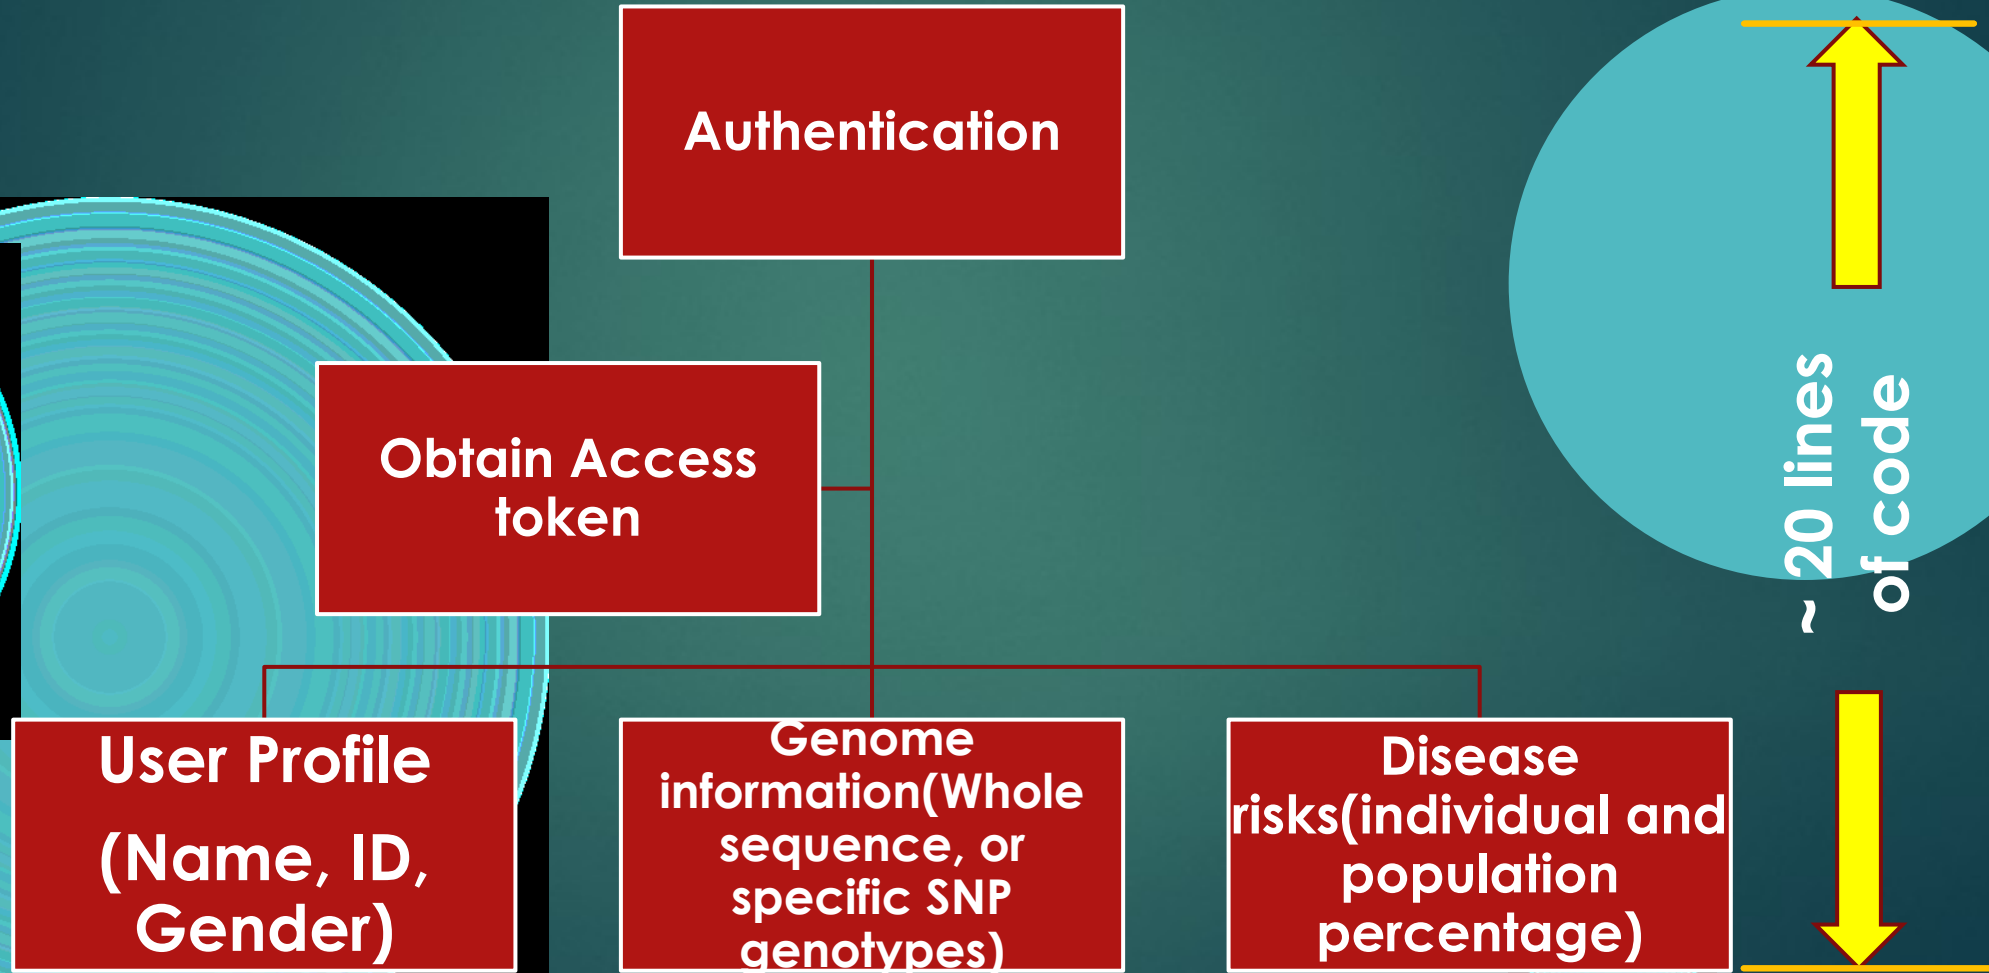 Authentication
Obtain Access
token
User Profile
(Name, ID,
Gender)
Genome
information(Whole
sequence, or
specific SNP
genotypes)
Disease
risks(individual and
population
percentage)
~ 20 lines
of code